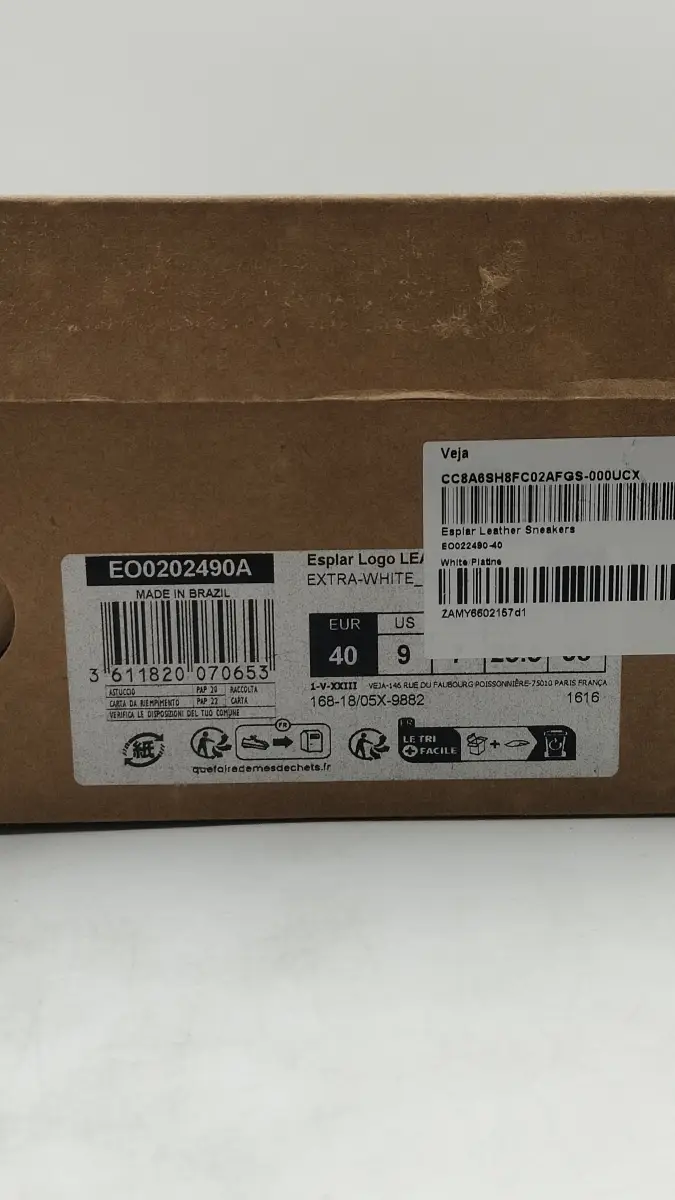 Veja
CC8A6SH8FC02AFGS-000UCX
Esplar Leather Sneakers
EO022490-40
White/Platine
ZAMY6602157d1
EO0202490A
MADE IN BRAZIL
3 611820 070653
ASTUCCIO PAP 20 RACCOLTA
CARTA DA RIEMPIMENTO PAP 22 CARTA
VERIFICA LE DISPOSIZIONI DEL TUO COMUNE
Esplar Logo LEA
EXTRA-WHITE_
EUR US
40 9
1-V-XXIII VEJA-146 RUE DU FAUBOURG POISSONNIÈRE-75010 PARIS FRANÇA
168-18/05X-9882 1616
紙
FR
quefairedemesdechets.fr
FR
LE TRI
+ FACILE
+